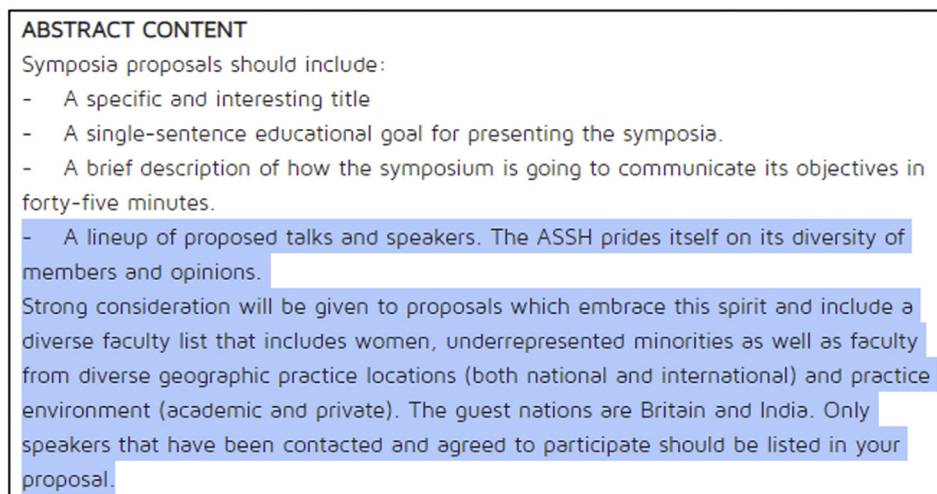 ABSTRACT CONTENT
Symposia proposals should include:
- A specific and interesting title
- A single-sentence educational goal for presenting the symposia.
- A brief description of how the symposium is going to communicate its objectives in
forty-five minutes.
- A lineup of proposed talks and speakers. The ASSH prides itself on its diversity of
members and opinions.
Strong consideration will be given to proposals which embrace this spirit and include a
diverse faculty list that includes women, underrepresented minorities as well as faculty
from diverse geographic practice locations (both national and international) and practice
environment (academic and private). The guest nations are Britain and India. Only
speakers that have been contacted and agreed to participate should be listed in your
proposal.